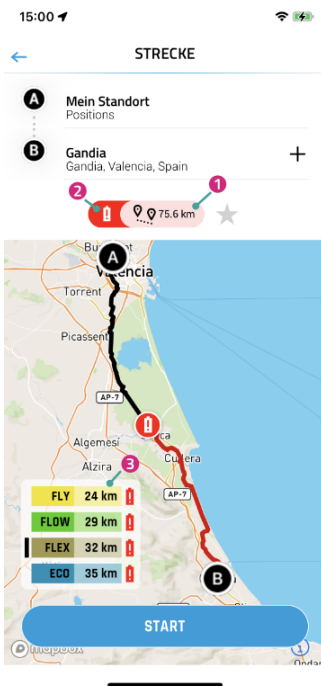 15:00
STRECKE
A
Mein Standort
Positions
B
Gandia
Gandia, Valencia, Spain
+
2
1
75.6 km
A
Valencia
Torrent
Picassent
AP-7
Algemesí
Alzira
Cullera
AP-7
3
FLY 24 km
FLOW 29 km
FLEX 32 km
ECO 35 km
B
START
mapbox
Ondar